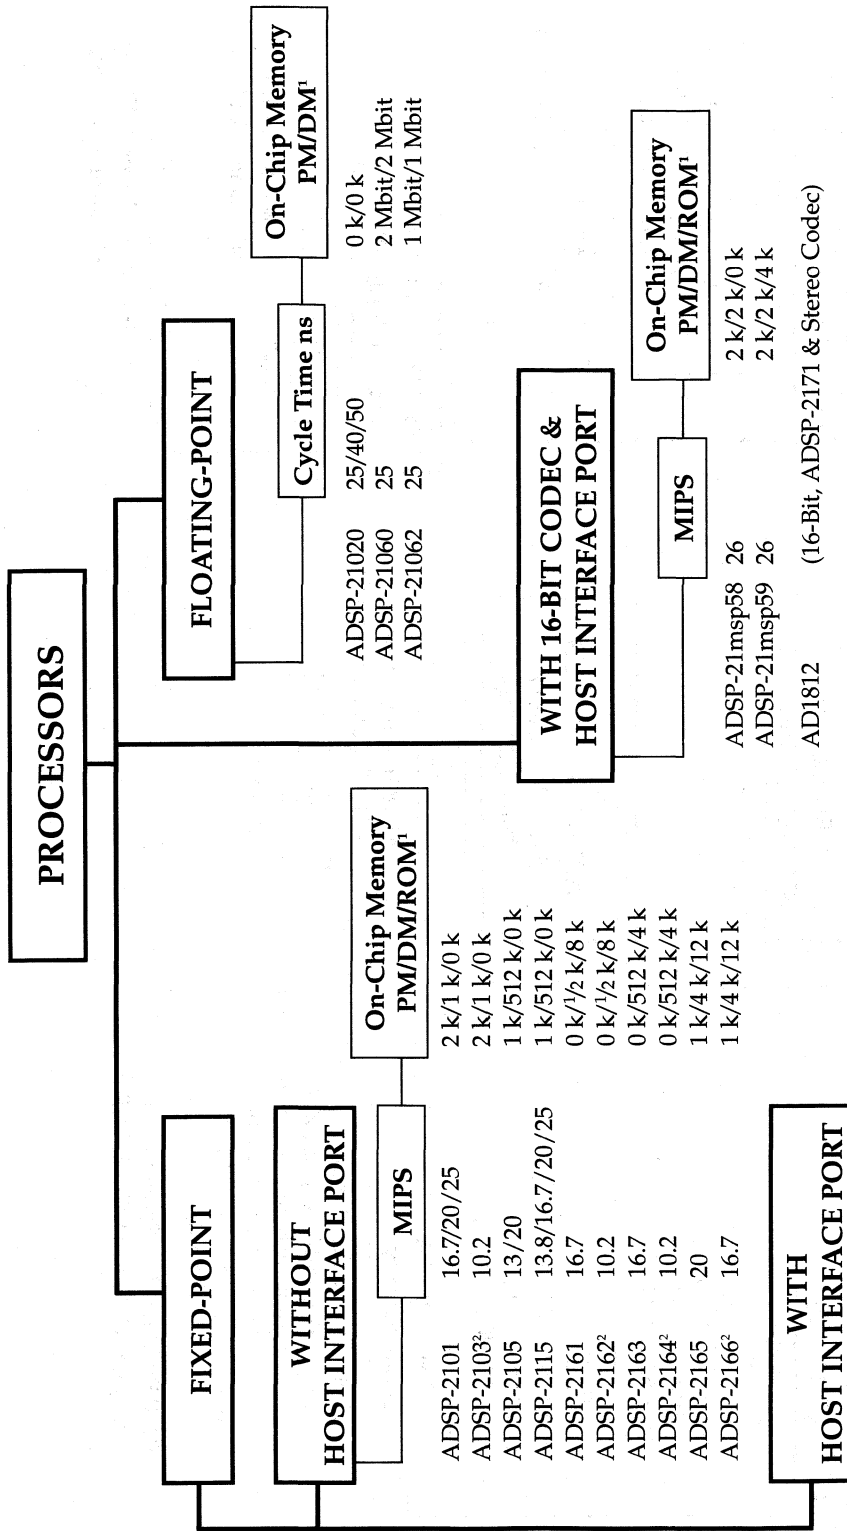 PROCESSORS
FIXED-POINT
WITHOUT
HOST INTERFACE PORT
MIPS
On-Chip Memory
PM/DM/ROM¹
ADSP-2101 16.7/20/25 2 k/1 k/0 k
ADSP-2103² 10.2 2 k/1 k/0 k
ADSP-2105 13/20 1 k/512 k/0 k
ADSP-2115 13.8/16.7/20/25 1 k/512 k/0 k
ADSP-2161 16.7 0 k/½ k/8 k
ADSP-2162² 10.2 0 k/½ k/8 k
ADSP-2163 16.7 0 k/512 k/4 k
ADSP-2164² 10.2 0 k/512 k/4 k
ADSP-2165 20 1 k/4 k/12 k
ADSP-2166² 16.7 1 k/4 k/12 k
WITH
HOST INTERFACE PORT
FLOATING-POINT
Cycle Time ns
On-Chip Memory
PM/DM¹
ADSP-21020 25/40/50 0 k/0 k
ADSP-21060 25 2 Mbit/2 Mbit
ADSP-21062 25 1 Mbit/1 Mbit
WITH 16-BIT CODEC &
HOST INTERFACE PORT
MIPS
On-Chip Memory
PM/DM/ROM¹
ADSP-21msp58 26 2 k/2 k/0 k
ADSP-21msp59 26 2 k/2 k/4 k
AD1812 (16-Bit, ADSP-2171 & Stereo Codec)